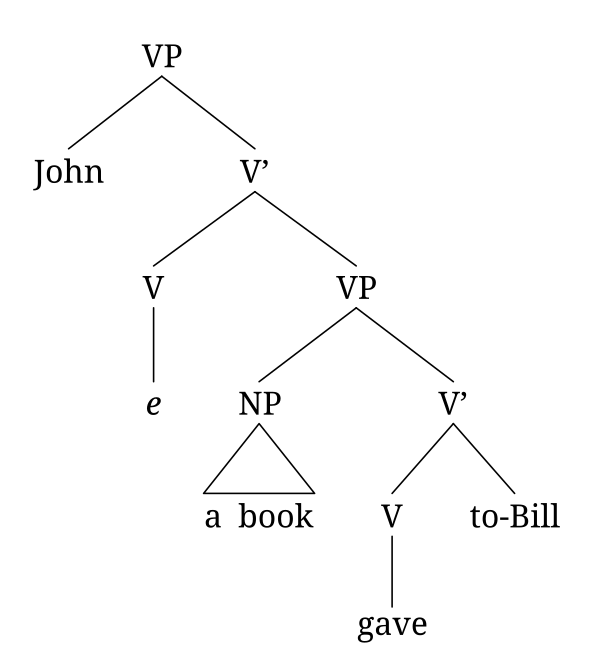 VP
John V’
V VP
e NP V’
a book V to-Bill
gave